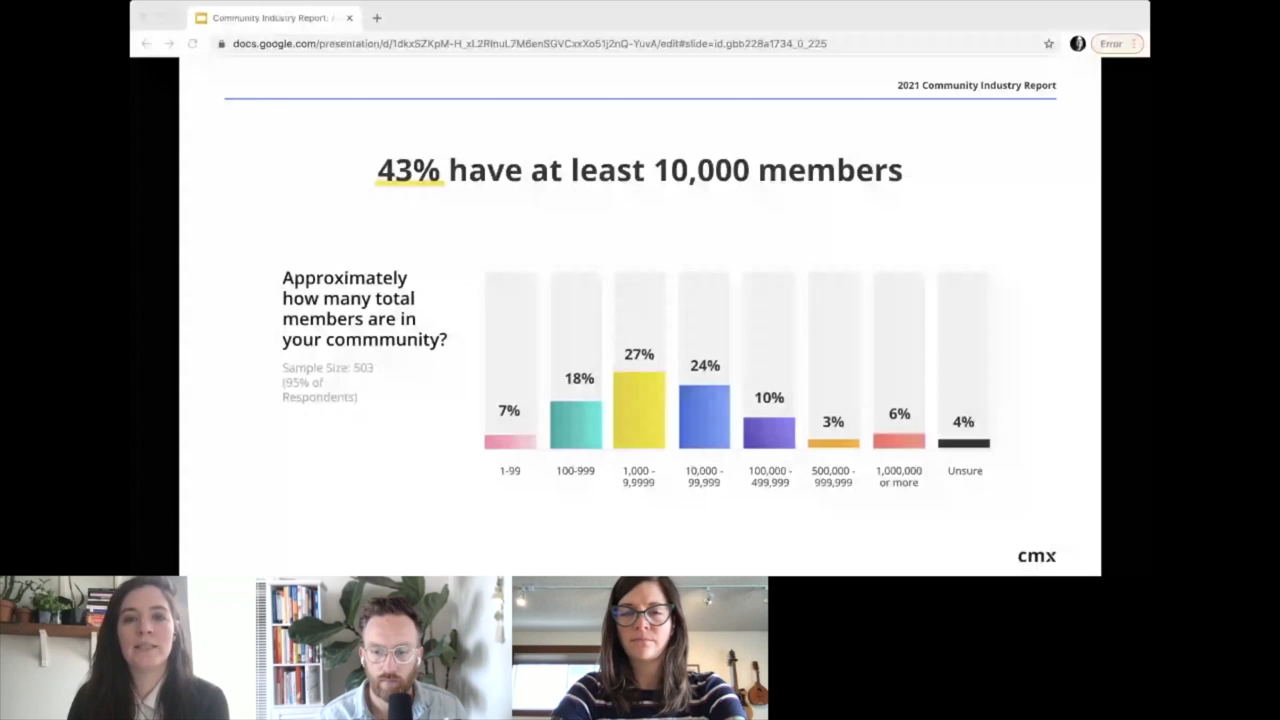 Community Industry Report:
docs.google.com/presentation/d/1dkxSZKpM-H_xL2RlnuL7M6enSGVCxxXo51j2nQ-YuvA/edit#slide=id.gbb228a1734_0_225
Error
2021 Community Industry Report
43% have at least 10,000 members
Approximately
how many total
members are in
your commmunity?
Sample Size: 503
(95% of
Respondents)
7%
18%
27%
24%
10%
3%
6%
4%
1-99
100-999
1,000 -
9,9999
10,000 -
99,999
100,000 -
499,999
500,000 -
999,999
1,000,000
or more
Unsure
cmx